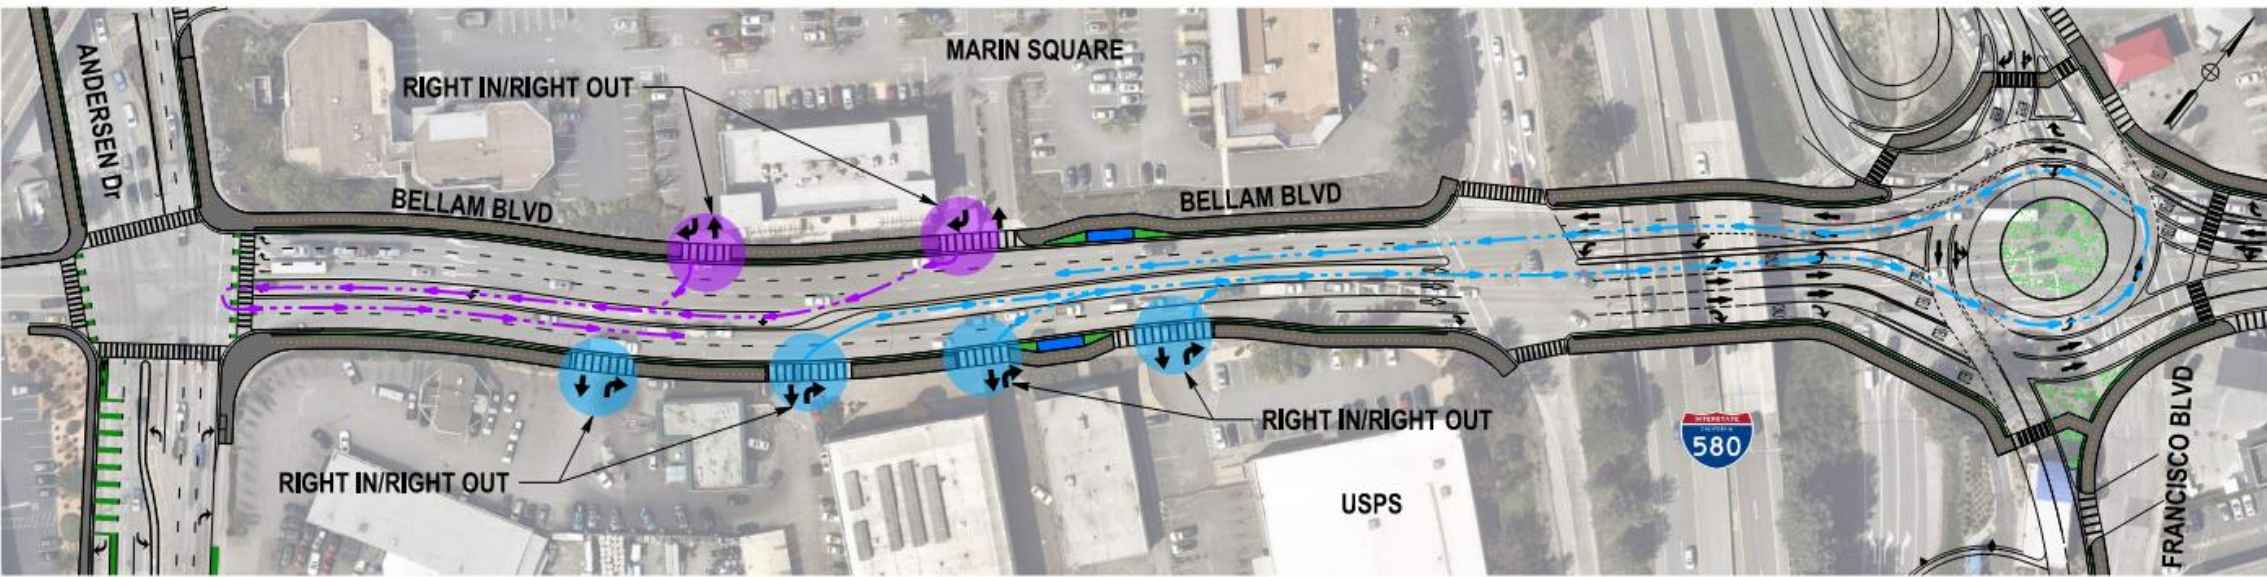 MARIN SQUARE
ANDERSEN Dr
RIGHT IN/RIGHT OUT
BELLAM BLVD
BELLAM BLVD
RIGHT IN/RIGHT OUT
RIGHT IN/RIGHT OUT
USPS
INTERSTATE
CALIFORNIA
580
FRANCISCO BLVD